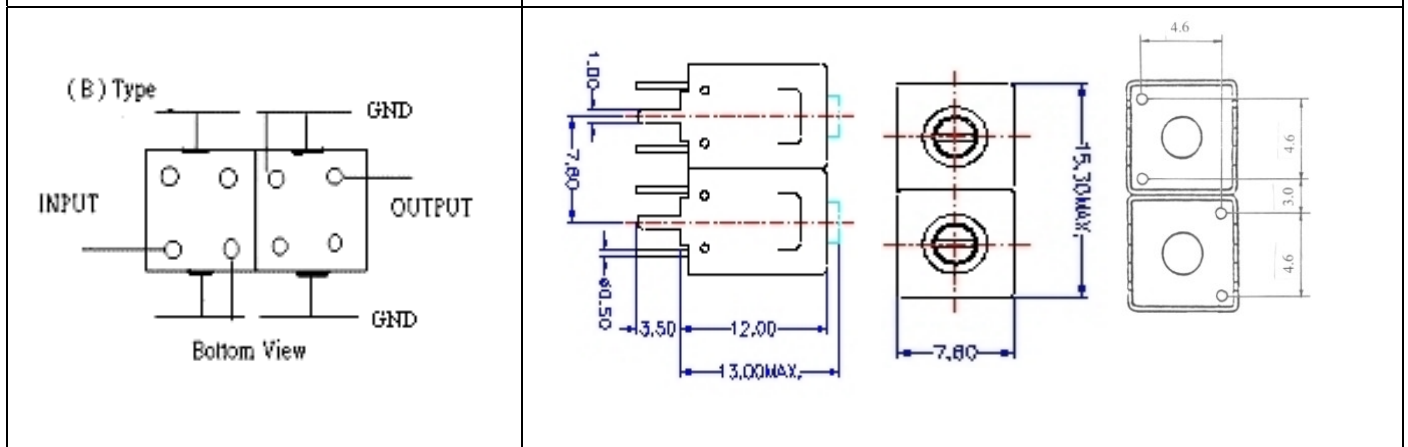 ( B ) Type
GND
INPUT
OUTPUT
GND
Bottom View
1.00
7.60
ø0.50
3.50
12.00
13.00MAX.
15.30MAX.
7.60
4.6
4.6
3.0
4.6